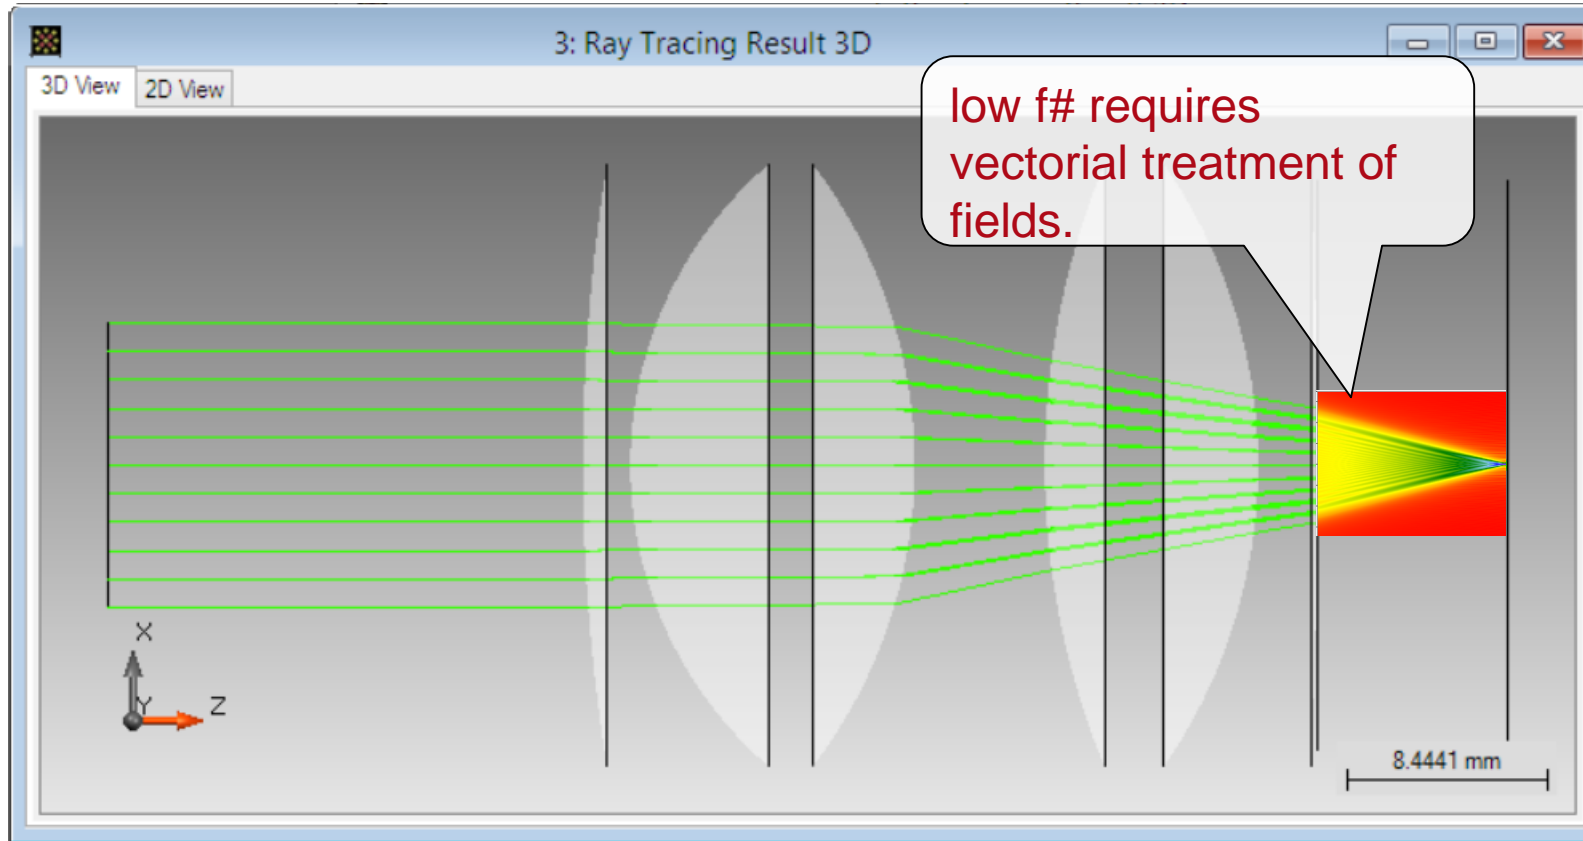 3: Ray Tracing Result 3D
3D View 2D View
low f# requires
vectorial treatment of
fields.
X
Y Z
8.4441 mm